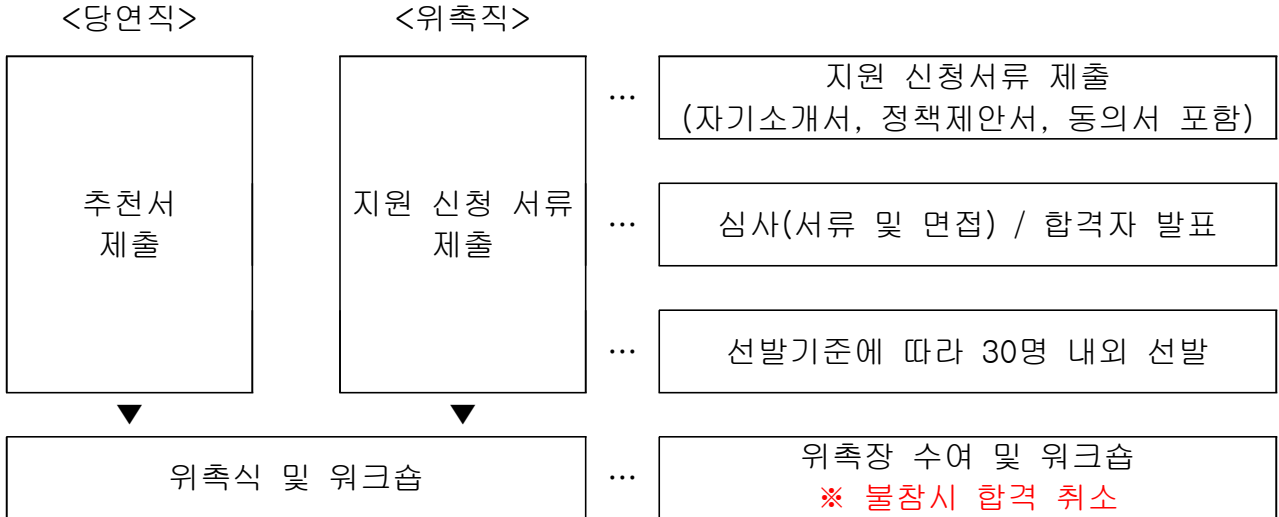 <당연직>
<위촉직>
추천서
제출
지원 신청 서류
제출
…
지원 신청서류 제출
(자기소개서, 정책제안서, 동의서 포함)
…
심사(서류 및 면접) / 합격자 발표
…
선발기준에 따라 30명 내외 선발
▼
▼
위촉식 및 워크숍
…
위촉장 수여 및 워크숍
※ 불참시 합격 취소